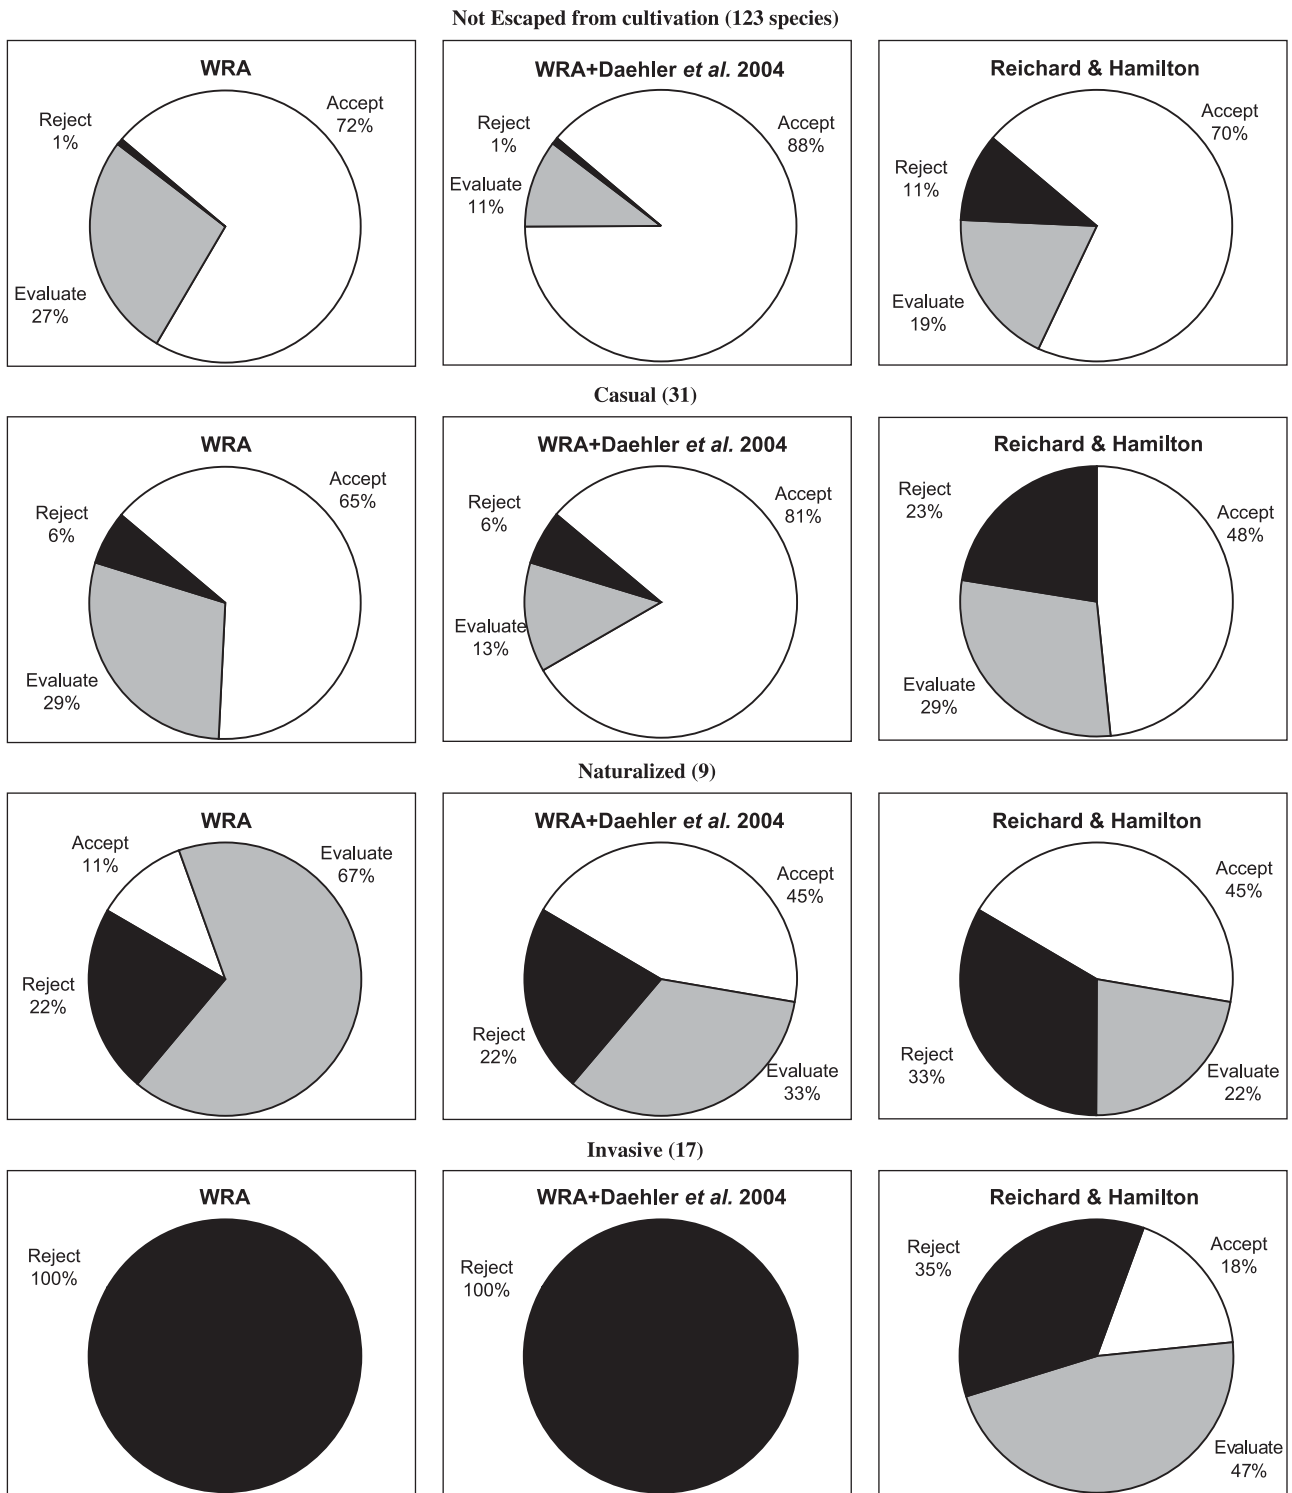 Not Escaped from cultivation (123 species)
WRA
Accept
72%
Reject
1%
Evaluate
27%
WRA+Daehler et al. 2004
Accept
88%
Reject
1%
Evaluate
11%
Reichard & Hamilton
Accept
70%
Reject
11%
Evaluate
19%
Casual (31)
WRA
Accept
65%
Reject
6%
Evaluate
29%
WRA+Daehler et al. 2004
Accept
81%
Reject
6%
Evaluate
13%
Reichard & Hamilton
Reject
23%
Accept
48%
Evaluate
29%
Naturalized (9)
WRA
Accept
11%
Evaluate
67%
Reject
22%
WRA+Daehler et al. 2004
Accept
45%
Reject
22%
Evaluate
33%
Reichard & Hamilton
Accept
45%
Reject
33%
Evaluate
22%
Invasive (17)
WRA
Reject
100%
WRA+Daehler et al. 2004
Reject
100%
Reichard & Hamilton
Reject
35%
Accept
18%
Evaluate
47%